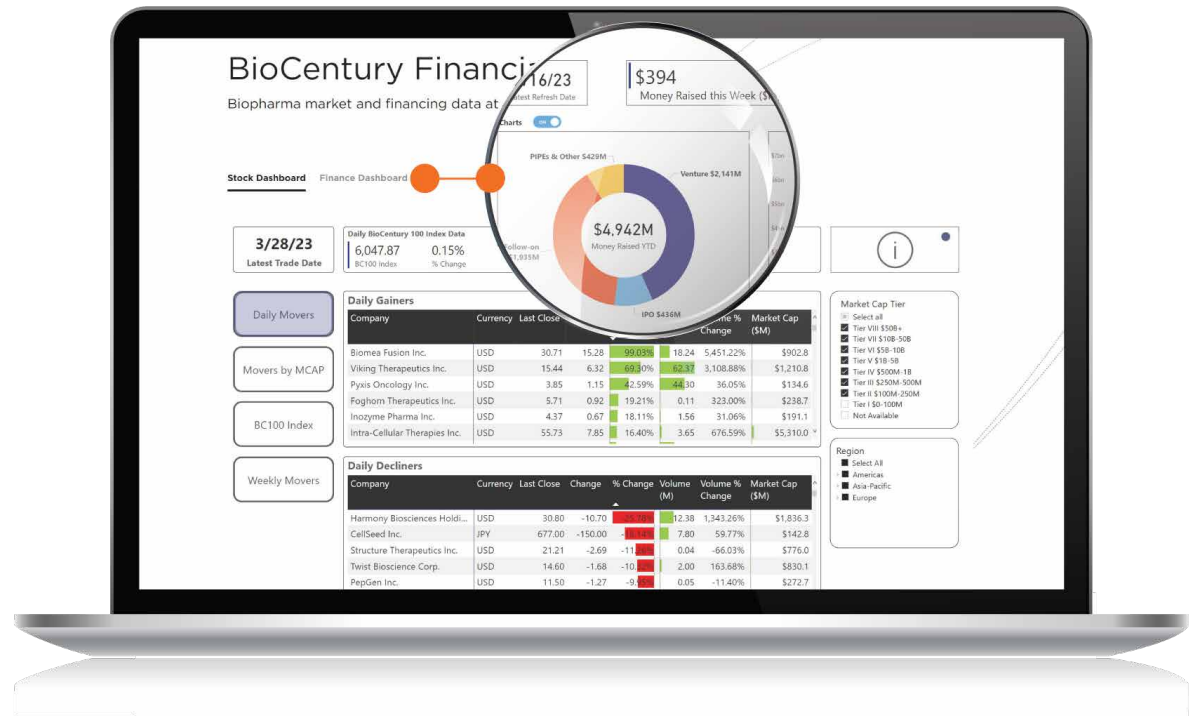 BioCentury Financi
Biopharma market and financing data at
16/23
Latest Refresh Date
$394
Money Raised this Week
Charts
ON
PIPEs & Other $429M
Venture $2,141M
$4,942M
Money Raised YTD
Follow-on
$1,935M
IPO $436M
Stock Dashboard Finance Dashboard
3/28/23
Latest Trade Date
Daily BioCentury 100 Index Data
6,047.87 0.15%
BC100 Index % Change
i
Daily Movers
Movers by MCAP
BC100 Index
Weekly Movers
Daily Gainers
Company Currency Last Close Change Market Cap
($M)
Biomea Fusion Inc. USD 30.71 15.28 99.03% 18.24 5,451.22% $902.8
Viking Therapeutics Inc. USD 15.44 6.32 69.30% 62.37 3,108.88% $1,210.8
Pyxis Oncology Inc. USD 3.85 1.15 42.59% 44.30 36.05% $134.6
Foghorn Therapeutics Inc. USD 5.71 0.92 19.21% 0.11 323.00% $238.7
Inozyme Pharma Inc. USD 4.37 0.67 18.11% 1.56 31.06% $191.1
Intra-Cellular Therapies Inc. USD 55.73 7.85 16.40% 3.65 676.59% $5,310.0
Daily Decliners
Company Currency Last Close Change % Change Volume Volume % Market Cap
(M) Change ($M)
Harmony Biosciences Holdi... USD 30.80 -10.70 12.38 1,343.26% $1,836.3
CellSeed Inc. JPY 677.00 -150.00 7.80 59.77% $142.8
Structure Therapeutics Inc. USD 21.21 -2.69 0.04 -66.03% $776.0
Twist Bioscience Corp. USD 14.60 -1.68 2.00 163.68% $830.1
PepGen Inc. USD 11.50 -1.27 0.05 -11.40% $272.7
Market Cap Tier
Select all
Tier VIII $50B+
Tier VII $10B-50B
Tier VI $5B-10B
Tier V $1B-5B
Tier IV $500M-1B
Tier III $250M-500M
Tier II $100M-250M
Tier I $0-100M
Not Available
Region
Select All
Americas
Asia-Pacific
Europe